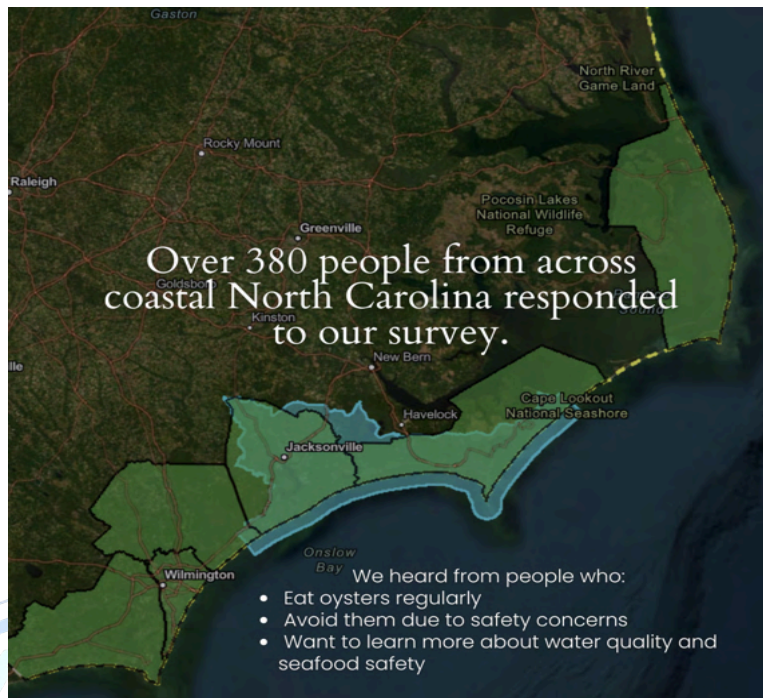 Gaston
North River
Game Land
Rocky Mount
Raleigh
Pocosin Lakes
National Wildlife
Refuge
Greenville
Over 380 people from across
Goldsboro
coastal North Carolina responded
Kinston
to our survey.
lle
New Bern
Havelock
Cape Lookout
National Seashore
Jacksonville
Onslow
Bay
Wilmington
We heard from people who:
• Eat oysters regularly
• Avoid them due to safety concerns
• Want to learn more about water quality and
seafood safety